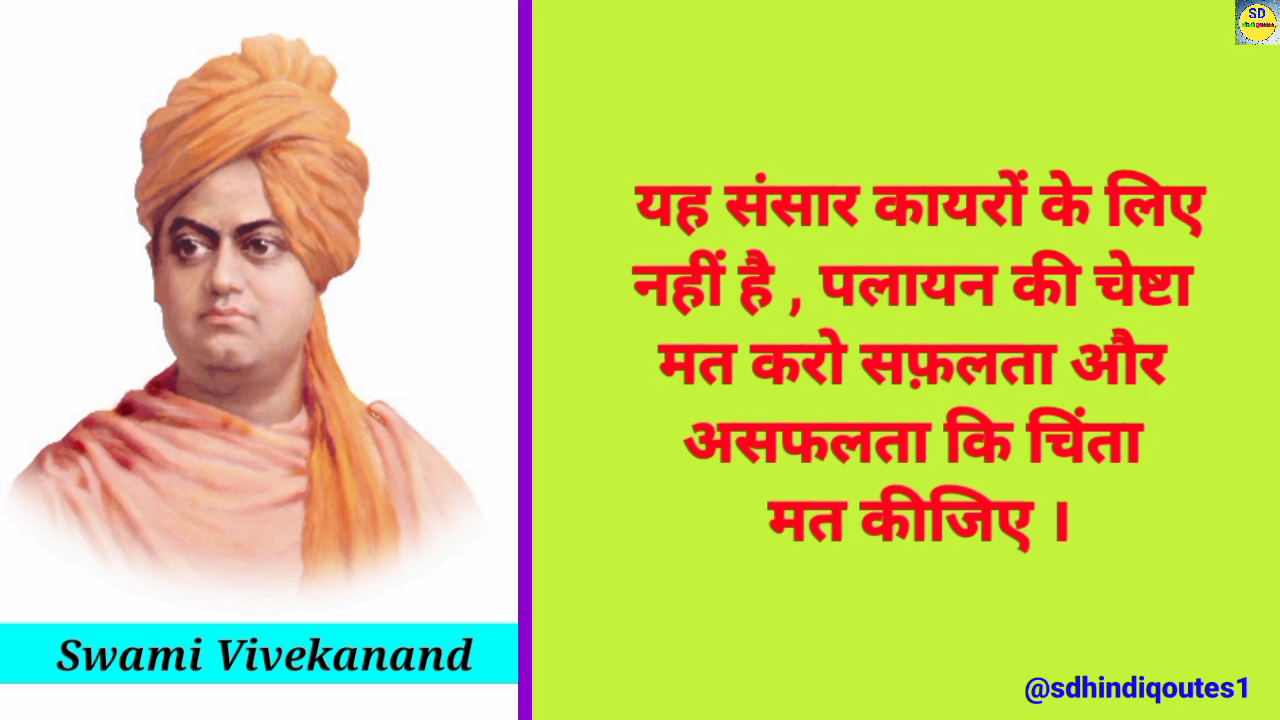 SD
यह संसार कायरों के लिए
नहीं है , पलायन की चेष्टा
मत करो सफ़लता और
असफलता कि चिंता
मत कीजिए ।
Swami Vivekanand
@sdhindiqoutes1